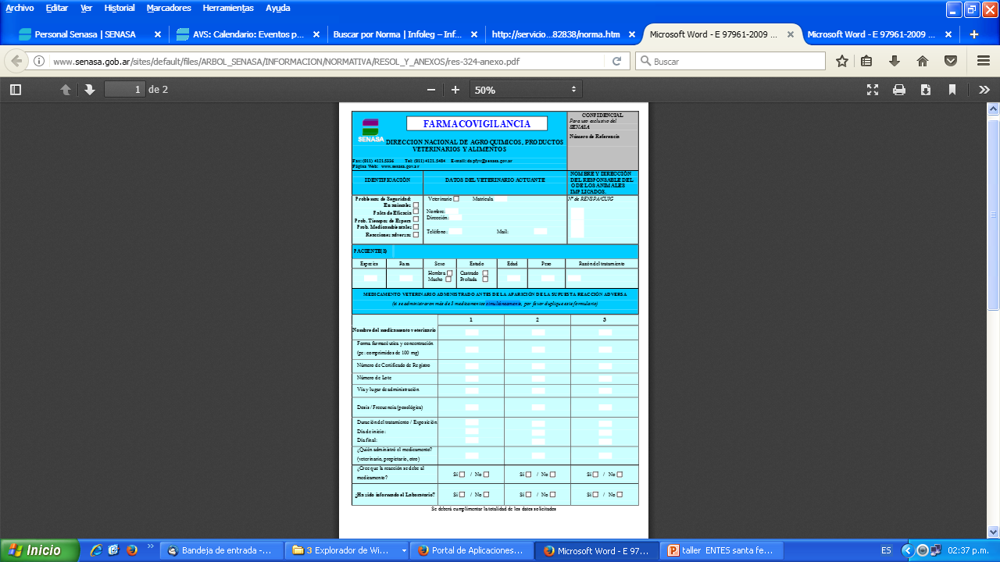 Archivo Editar Ver Historial Marcadores Herramientas Ayuda
Personal Senasa | SENASA
AVS: Calendario: Eventos p...
Buscar por Norma | Infoleg – Inf...
http://servicio...82838/norma.htm
Microsoft Word - E 97961-2009 ...
Microsoft Word - E 97961-2009 ...
www.senasa.gob.ar/sites/default/files/ARBOL_SENASA/INFORMACION/NORMATIVA/RESOL_Y_ANEXOS/res-324-anexo.pdf
Buscar
1 de 2
50%
SENASA
FARMACOVIGILANCIA
DIRECCION NACIONAL DE AGROQUIMICOS, PRODUCTOS
VETERINARIOS Y ALIMENTOS
Fax: (011) 4121.5336 Tel: (011) 4121.5404 E-mail: dapfyv@senasa.gov.ar
Página Web: www.senasa.gov.ar
CONFIDENCIAL
Para uso exclusivo del
SENASA
Número de Referencia
IDENTIFICACIÓN
DATOS DEL VETERINARIO ACTUANTE
NOMBRE Y DIRECCIÓN
DEL RESPONSABLE DEL
O DE LOS ANIMALES
IMPLICADOS.
Problemas de Seguridad:
En animales
Falta de Eficacia
Prob. Tiempos de Espera
Prob. Medioambientales
Reacciones adversas
Veterinario Matrícula
Nombre:
Dirección:
Teléfono: Mail:
Nº de RENSPA/CUIG
PACIENTE(S)
Especies Raza Sexo Estado Edad Peso Razón del tratamiento
Hembra Castrado
Macho Preñada
MEDICAMENTO VETERINARIO ADMINISTRADO ANTES DE LA APARICIÓN DE LA SUPUESTA REACCIÓN ADVERSA
(si se administraron más de 3 medicamentos simultáneamente, por favor duplique este formulario)
1 2 3
Nombre del medicamento veterinario
Forma farmacéutica y concentración
(pe: comprimidos de 100 mg)
Número de Certificado de Registro
Número de Lote
Vía y lugar de administración
Dosis / Frecuencia (posológica)
Duración del tratamiento / Exposición
Día de inicio:
Día final:
¿Quién administró el medicamento?
(veterinario, propietario, otro)
¿Cree que la reacción se debe al
medicamento?
Sí / No Sí / No Sí / No
¿Ha sido informado el Laboratorio?
Sí / No Sí / No Sí / No
Se deberá cumplimentar la totalidad de los datos solicitados
Inicio
Bandeja de entrada -...
3 Explorador de Wi...
Portal de Aplicaciones...
Microsoft Word - E 97...
taller ENTES santa fe...
ES
02:37 p.m.